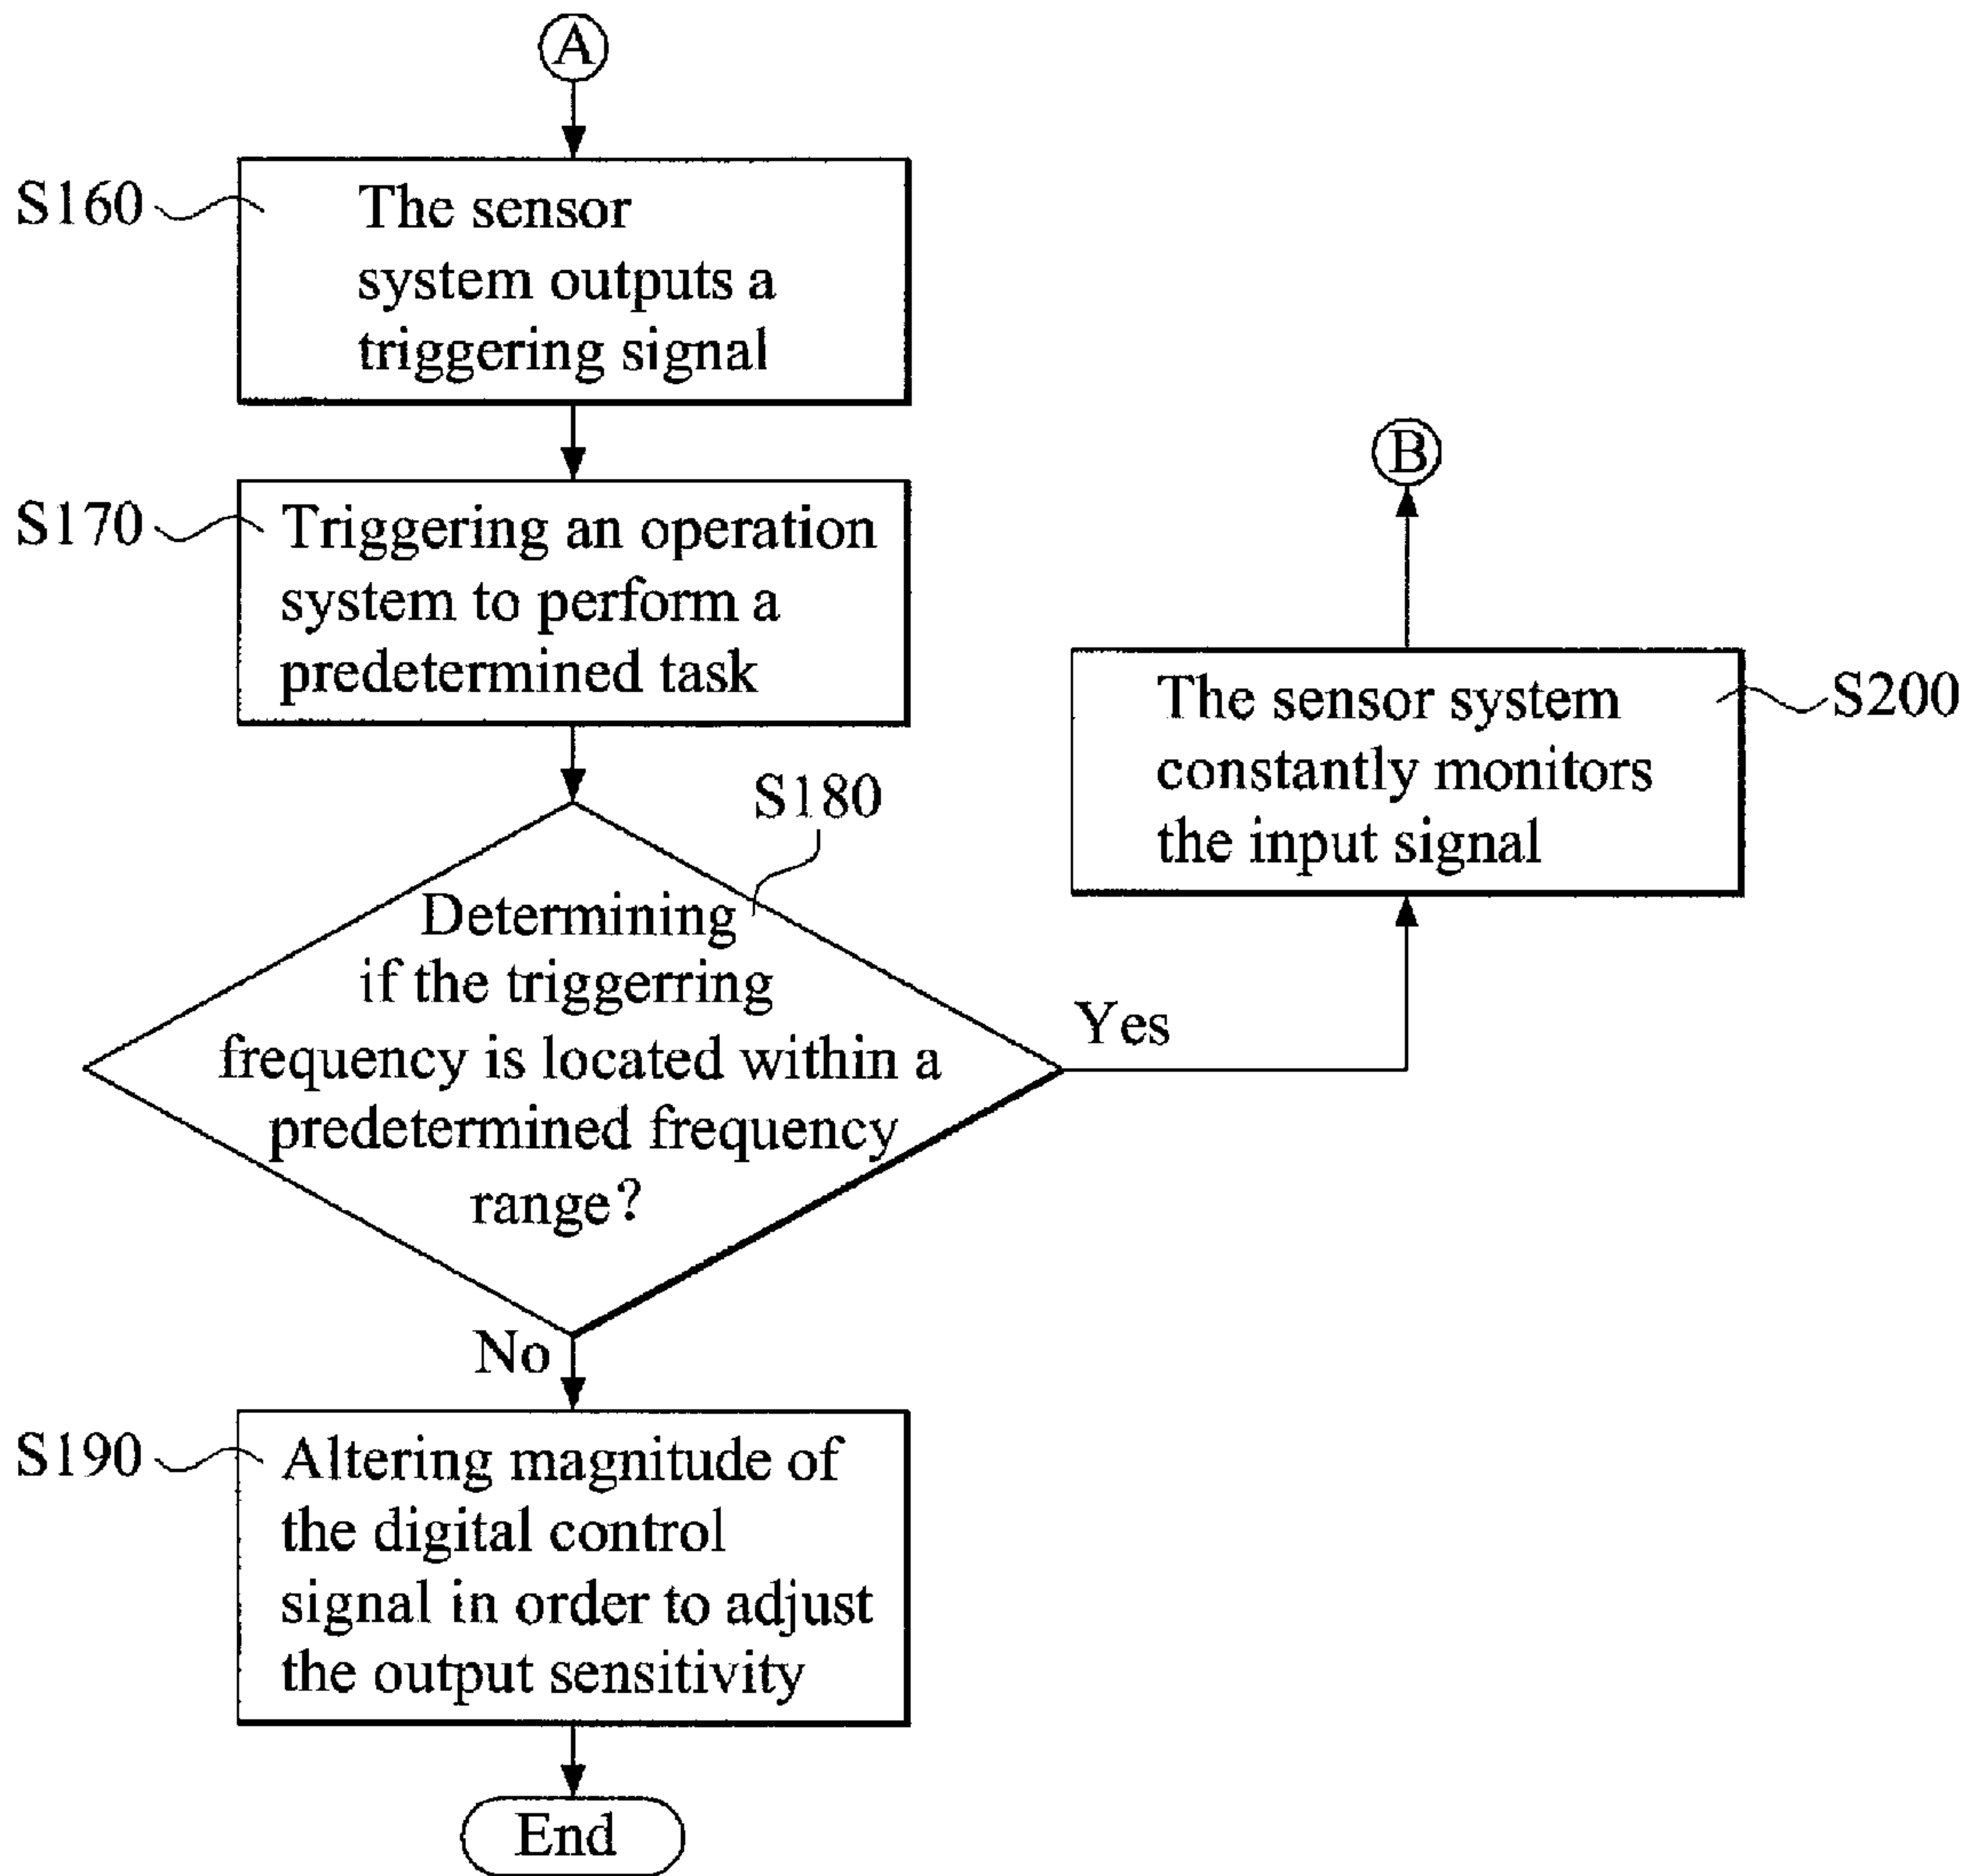 A
S160
The sensor
system outputs a
triggering signal
S170
Triggering an operation
system to perform a
predetermined task
S180
Determining
if the triggerring
frequency is located within a
predetermined frequency
range?
Yes
No
S190
Altering magnitude of
the digital control
signal in order to adjust
the output sensitivity
End
B
S200
The sensor system
constantly monitors
the input signal